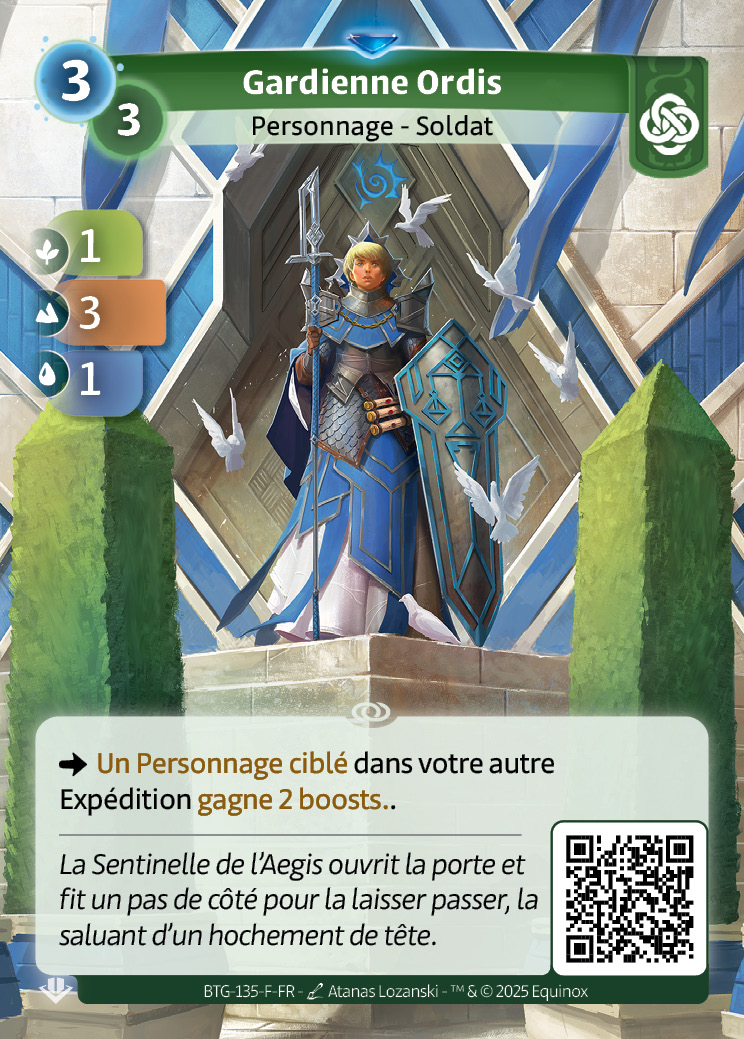 3
Gardienne Ordis
3
Personnage - Soldat
1
3
1
Un Personnage ciblé dans votre autre
Expédition gagne 2 boosts..
La Sentinelle de l'Aegis ouvrit la porte et
fit un pas de côté pour la laisser passer, la
saluant d'un hochement de tête.
BTG-135-F-FR - Atanas Lozanski - ™ & © 2025 Equinox